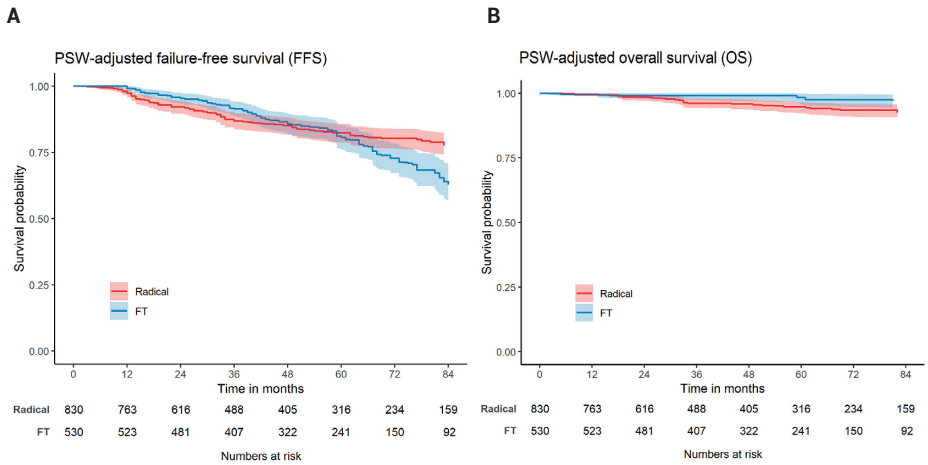 A
PSW-adjusted failure-free survival (FFS)
Survival probability
1.00
0.75
0.50
0.25
0.00
Radical
FT
0 12 24 36 48 60 72 84
Time in months
Radical 830 763 616 488 405 316 234 159
FT 530 523 481 407 322 241 150 92
Numbers at risk
B
PSW-adjusted overall survival (OS)
Survival probability
1.00
0.75
0.50
0.25
0.00
Radical
FT
0 12 24 36 48 60 72 84
Time in months
Radical 830 763 616 488 405 316 234 159
FT 530 523 481 407 322 241 150 92
Numbers at risk